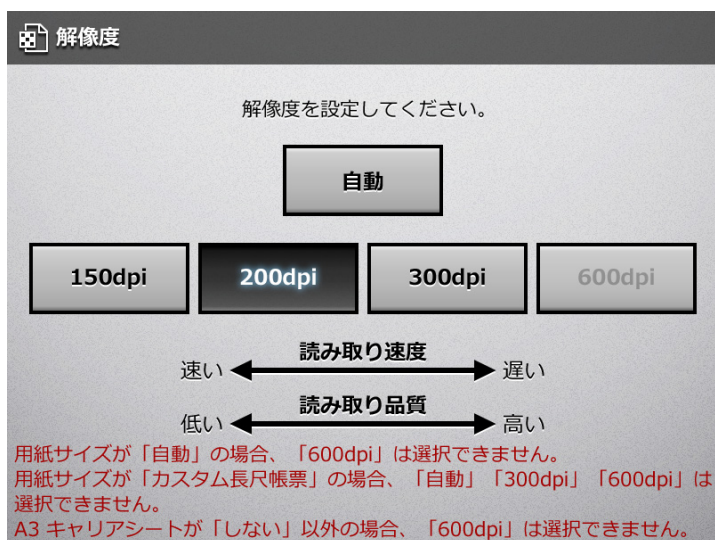 解像度
解像度を設定してください。
自動
150dpi 200dpi 300dpi 600dpi
読み取り速度
速い 遅い
読み取り品質
低い 高い
用紙サイズが「自動」の場合、「600dpi」は選択できません。
用紙サイズが「カスタム長尺帳票」の場合、「自動」「300dpi」「600dpi」は
選択できません。
A3 キャリアシートが「しない」以外の場合、「600dpi」は選択できません。